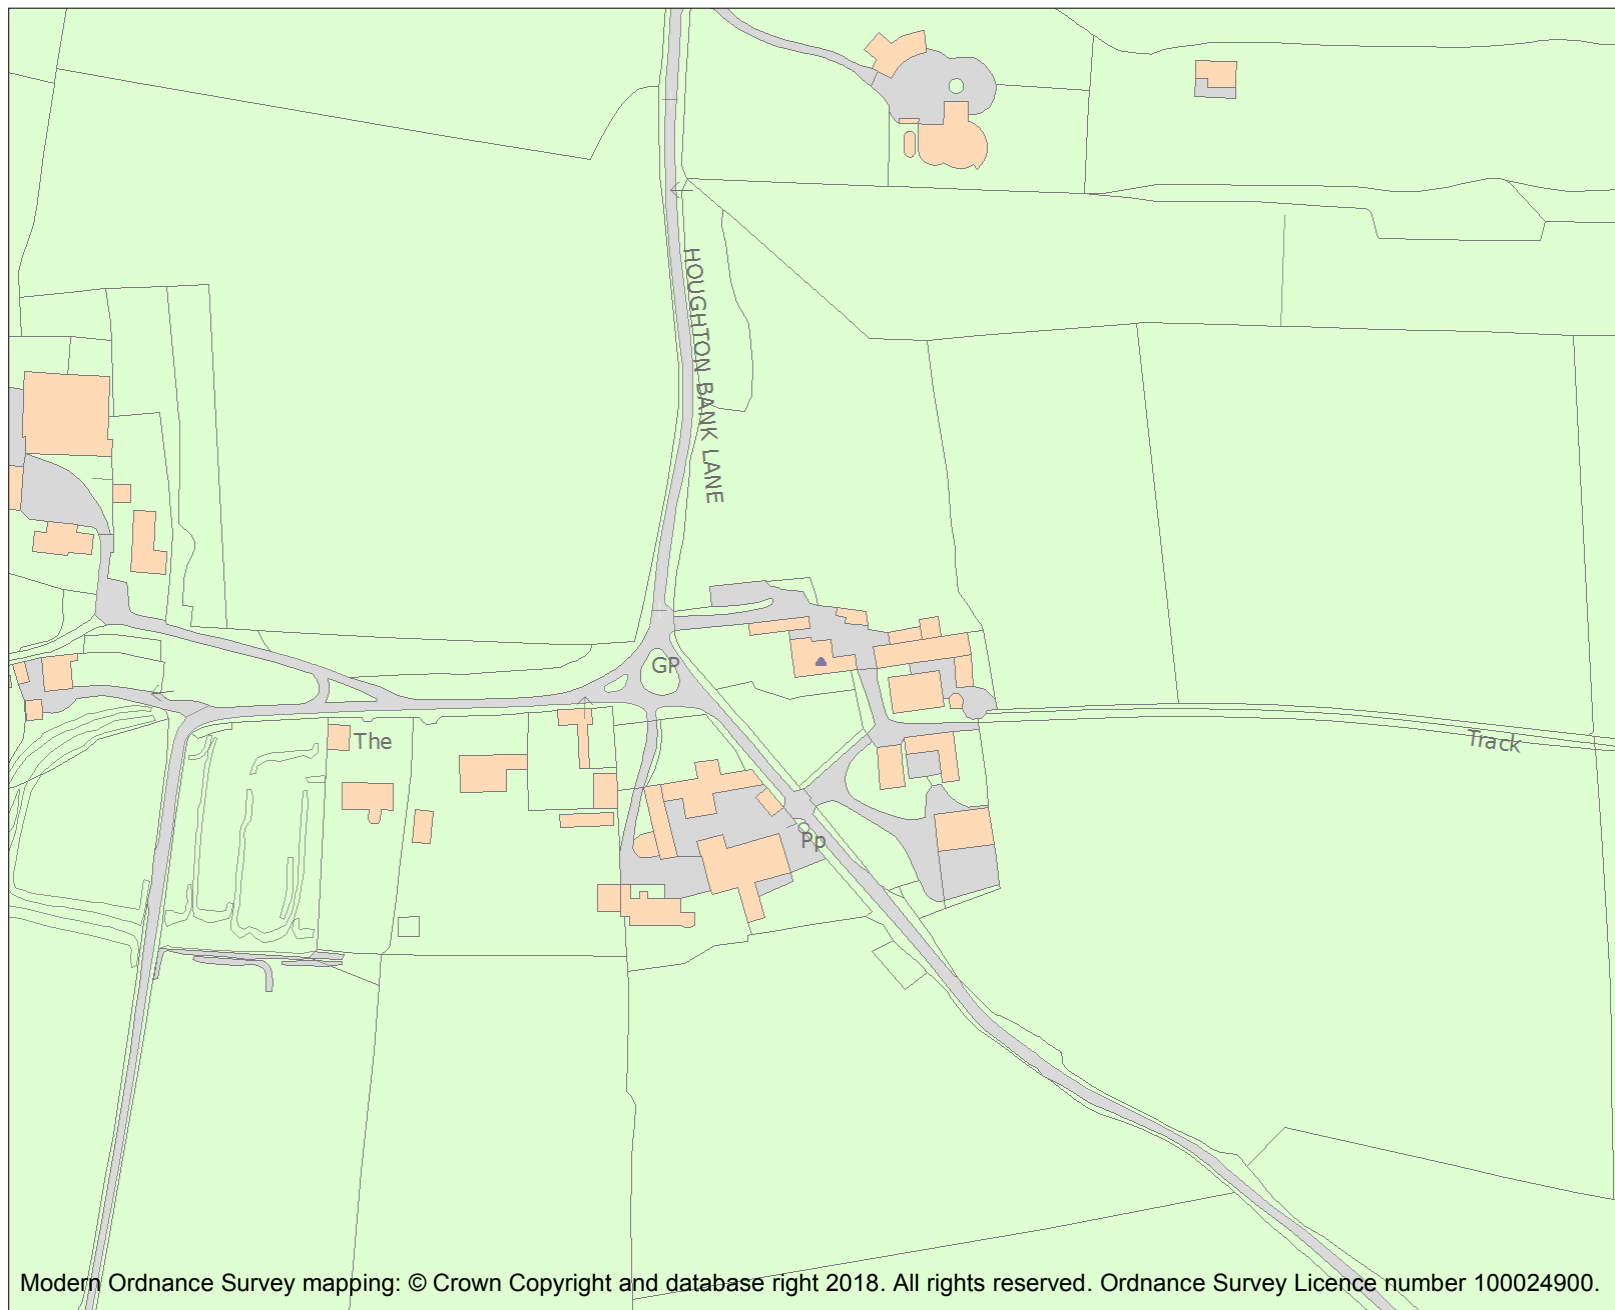 HOUGHTON BANK LANE
GP
The
Track
Pp
Modern Ordnance Survey mapping: © Crown Copyright and database right 2018. All rights reserved. Ordnance Survey Licence number 100024900.